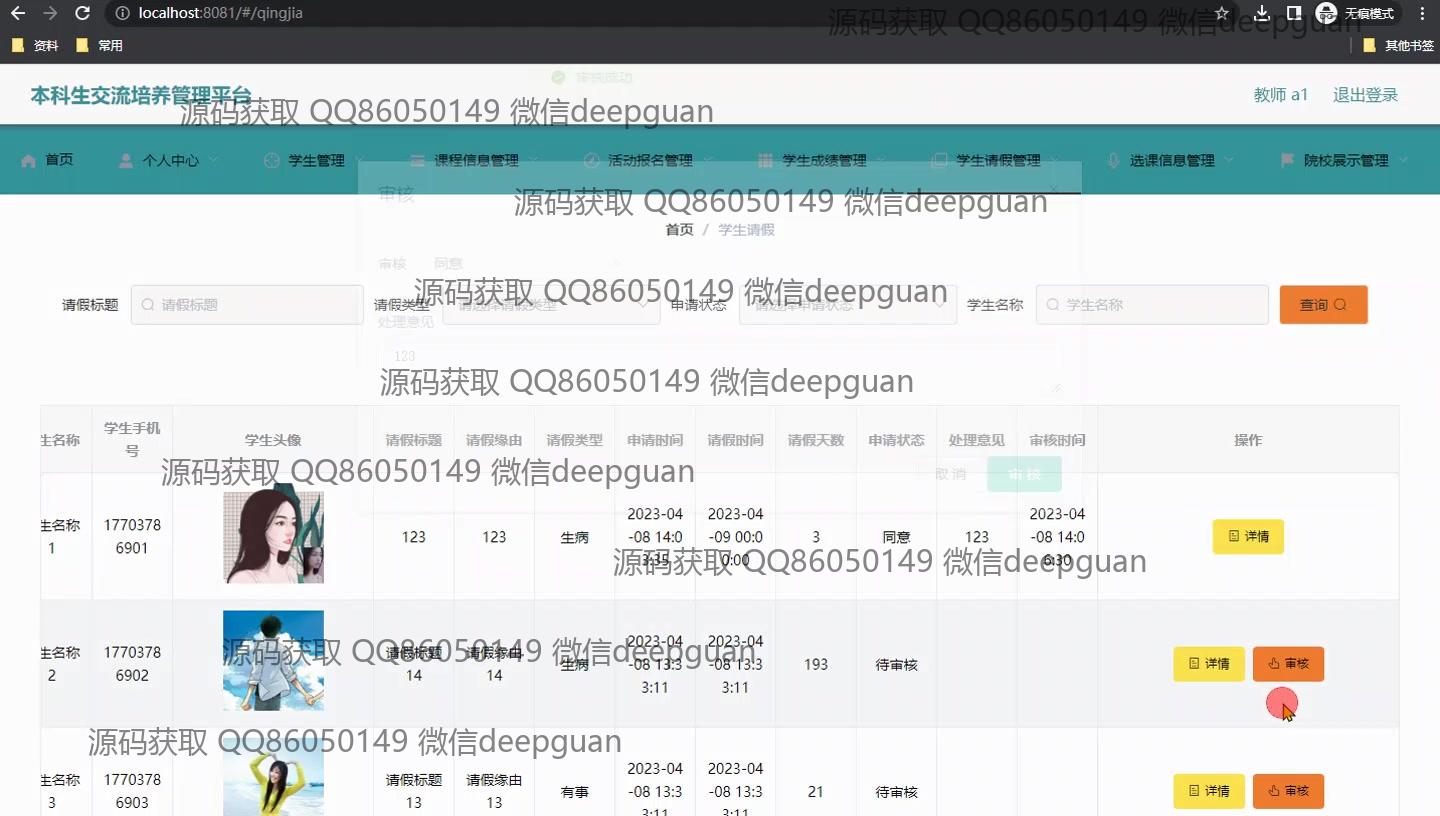 localhost:8081/#/qingjia
无痕模式
资料 常用 其他书签
源码获取 QQ86050149 微信deepguan
审核成功
本科生交流培养管理平台
教师 a1 退出登录
源码获取 QQ86050149 微信deepguan
首页 个人中心 学生管理 课程信息管理 活动报名管理 学生成绩管理 学生请假管理 选课信息管理 院校展示管理
审核
源码获取 QQ86050149 微信deepguan
首页 / 学生请假
审核 同意
源码获取 QQ86050149 微信deepguan
请假标题 请假标题 请假类型 请选择请假类型 申请状态 请选择申请状态 学生名称 学生名称 查询
处理意见
123
源码获取 QQ86050149 微信deepguan
生名称 学生手机号 学生头像 请假标题 请假缘由 请假类型 申请时间 请假时间 请假天数 申请状态 处理意见 审核时间 操作
取消 审核
源码获取 QQ86050149 微信deepguan
生名称1 17703786901 123 123 生病 2023-04-08 14:03:35 2023-04-09 00:00:00 3 同意 123 2023-04-08 14:06:30 详情
源码获取 QQ86050149 微信deepguan
生名称2 17703786902 请假标题14 请假缘由14 生病 2023-04-08 13:33:11 2023-04-08 13:33:11 193 待审核 详情 审核
源码获取 QQ86050149 微信deepguan
源码获取 QQ86050149 微信deepguan
生名称3 17703786903 请假标题13 请假缘由13 有事 2023-04-08 13:33:11 2023-04-08 13:33:11 21 待审核 详情 审核